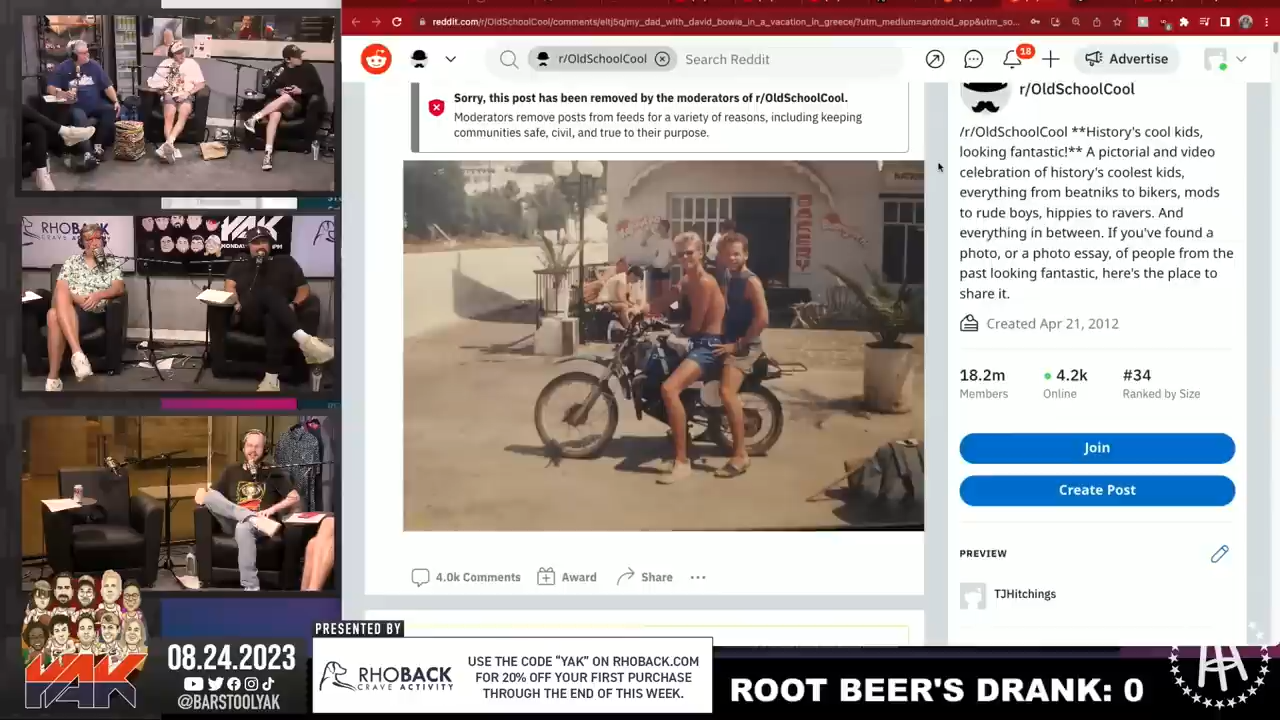 reddit.com/r/OldSchoolCool/comments/eltj5q/my_dad_with_david_bowie_in_a_vacation_in_greece/?utm_medium=android_app&utm_so...
r/OldSchoolCool
Search Reddit
18
Advertise
Sorry, this post has been removed by the moderators of r/OldSchoolCool.
Moderators remove posts from feeds for a variety of reasons, including keeping
communities safe, civil, and true to their purpose.
r/OldSchoolCool
/r/OldSchoolCool **History's cool kids,
looking fantastic!** A pictorial and video
celebration of history's coolest kids,
everything from beatniks to bikers, mods
to rude boys, hippies to ravers. And
everything in between. If you've found a
photo, or a photo essay, of people from the
past looking fantastic, here's the place to
share it.
Created Apr 21, 2012
18.2m
Members
4.2k
Online
#34
Ranked by Size
Join
Create Post
PREVIEW
TJHitchings
4.0k Comments
Award
Share
RHOBACK
CRAVE ACTIVITY
YAK
YAK
08.24.2023
@BARSTOOLYAK
PRESENTED BY
RHOBACK
CRAVE ACTIVITY
USE THE CODE “YAK” ON RHOBACK.COM
FOR 20% OFF YOUR FIRST PURCHASE
THROUGH THE END OF THIS WEEK.
ROOT BEER'S DRANK: 0